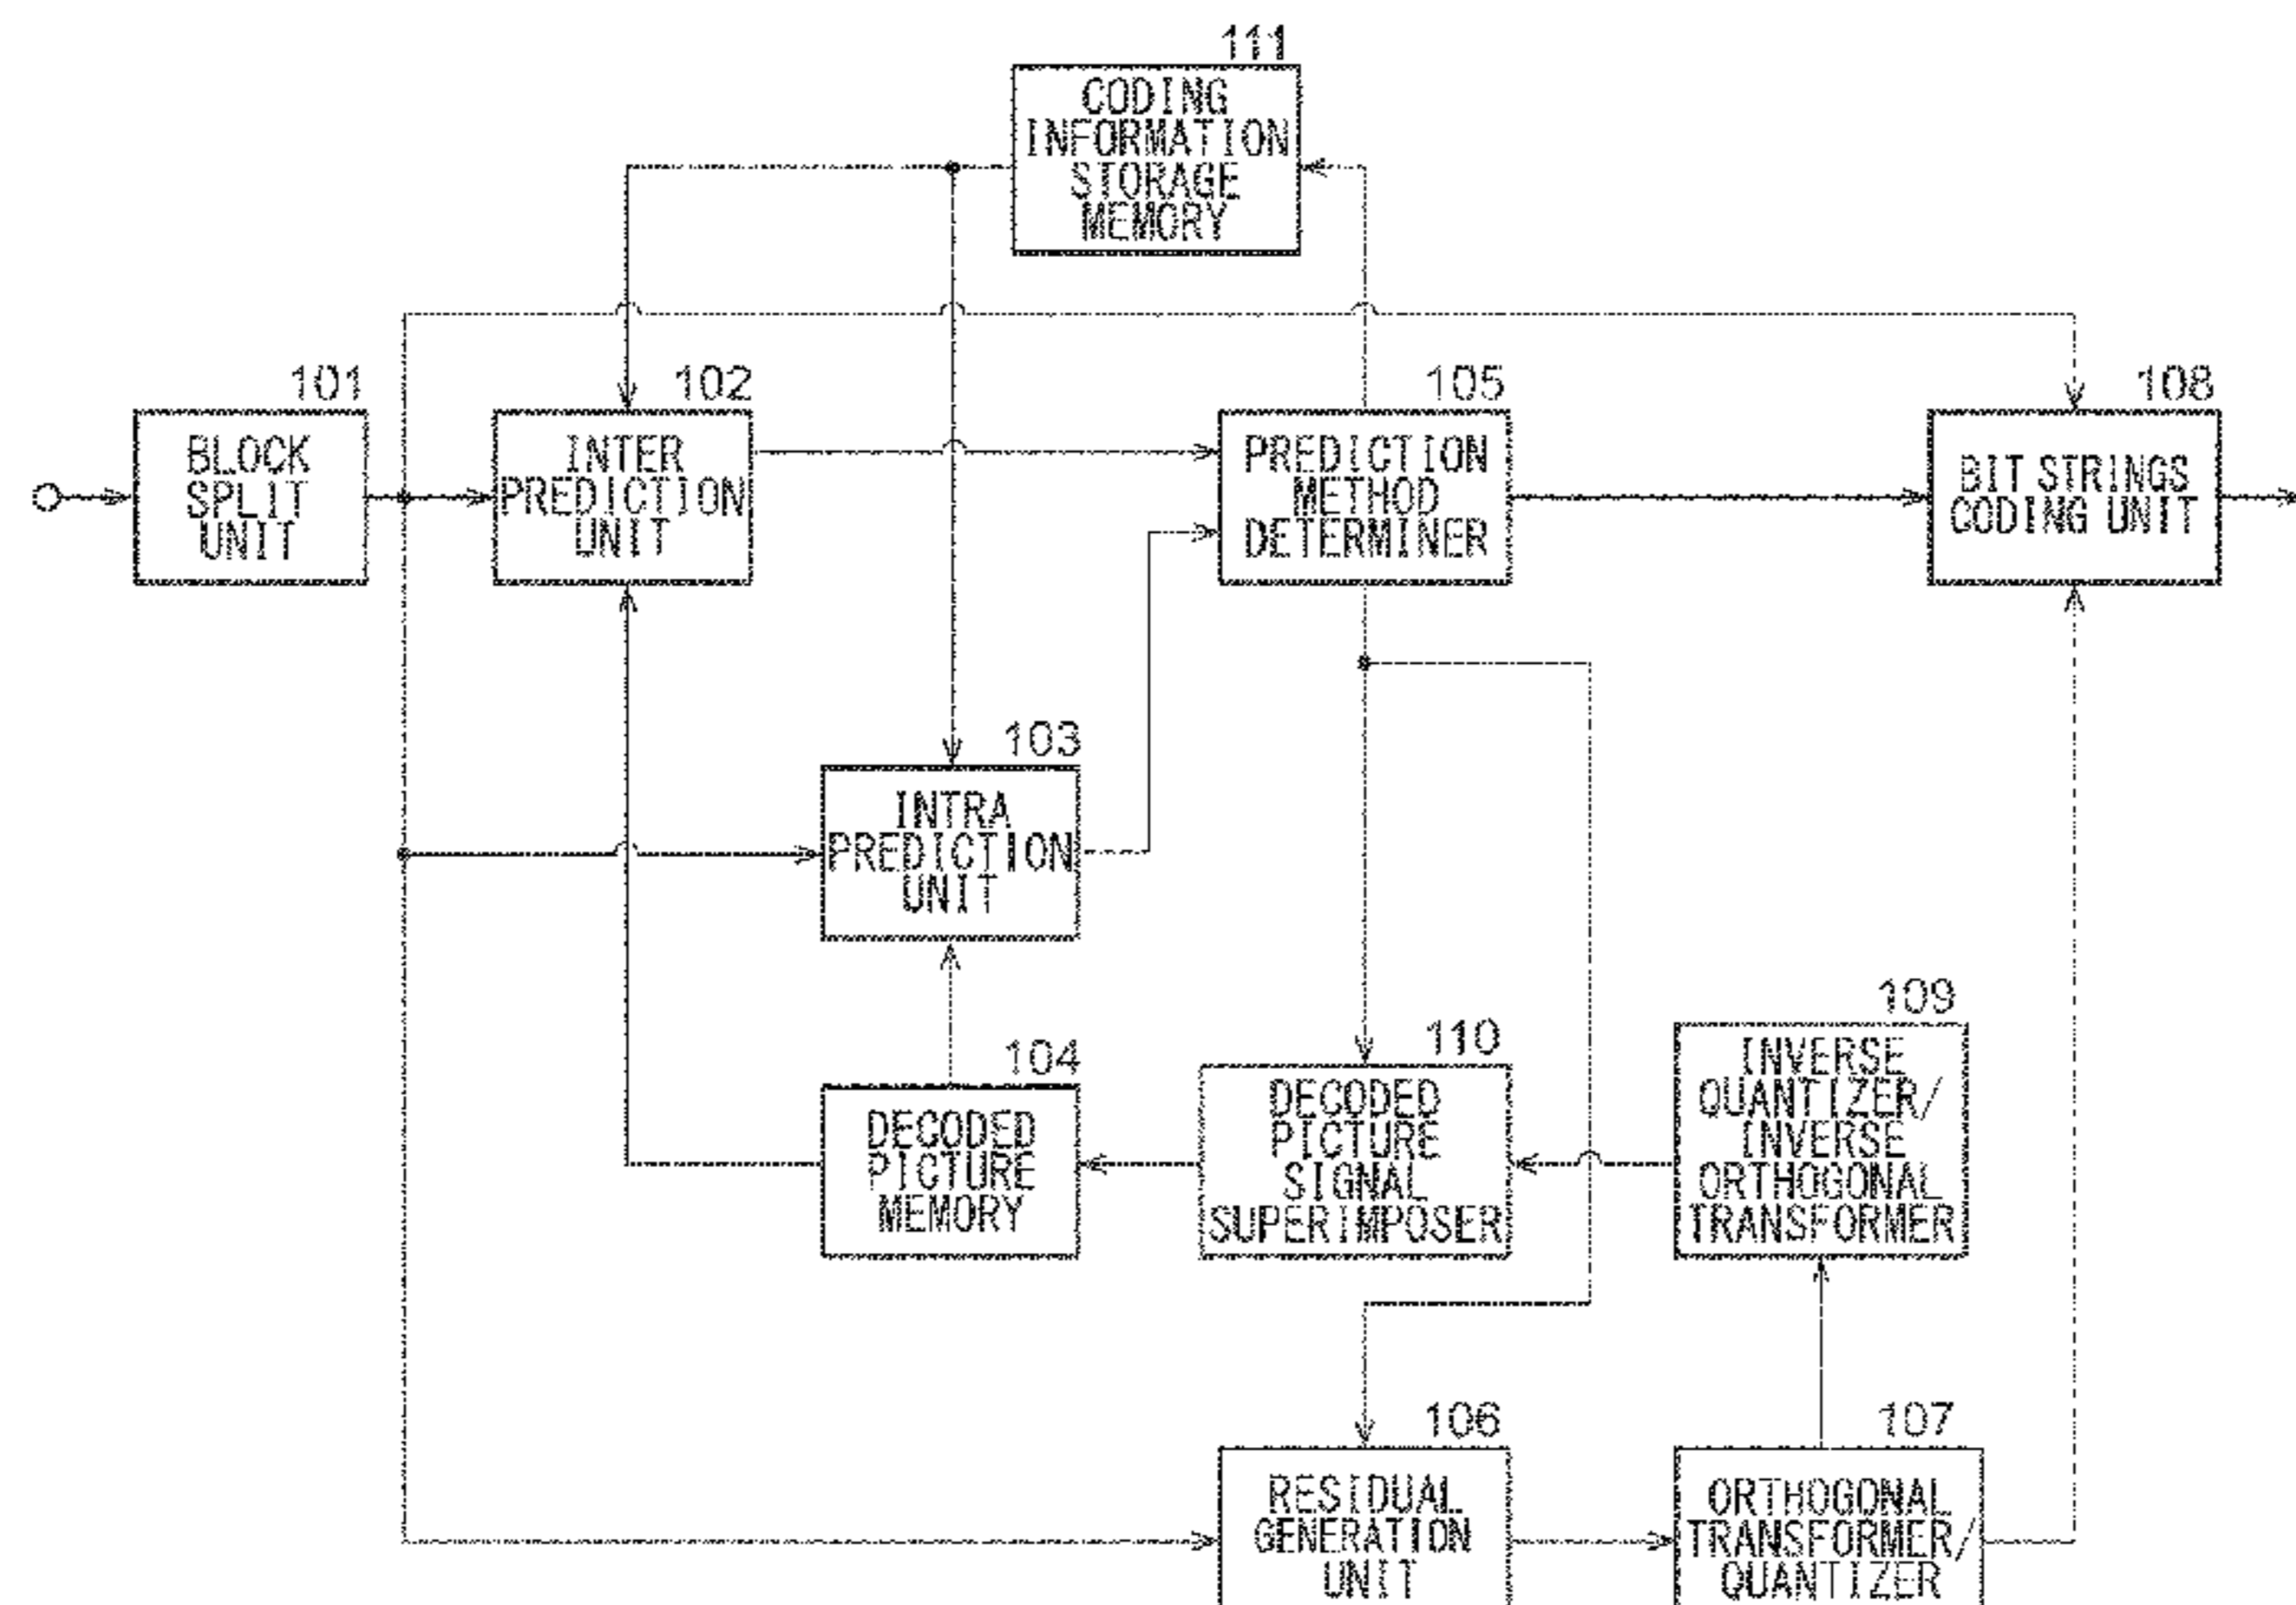 111
CODING
INFORMATION
STORAGE
MEMORY
101
BLOCK
SPLIT
UNIT
102
INTER
PREDICTION
UNIT
105
PREDICTION
METHOD
DETERMINER
108
BIT STRINGS
CODING UNIT
103
INTRA
PREDICTION
UNIT
104
DECODED
PICTURE
MEMORY
110
DECODED
PICTURE
SIGNAL
SUPERIMPOSER
109
INVERSE
QUANTIZER/
INVERSE
ORTHOGONAL
TRANSFORMER
106
RESIDUAL
GENERATION
UNIT
107
ORTHOGONAL
TRANSFORMER/
QUANTIZER